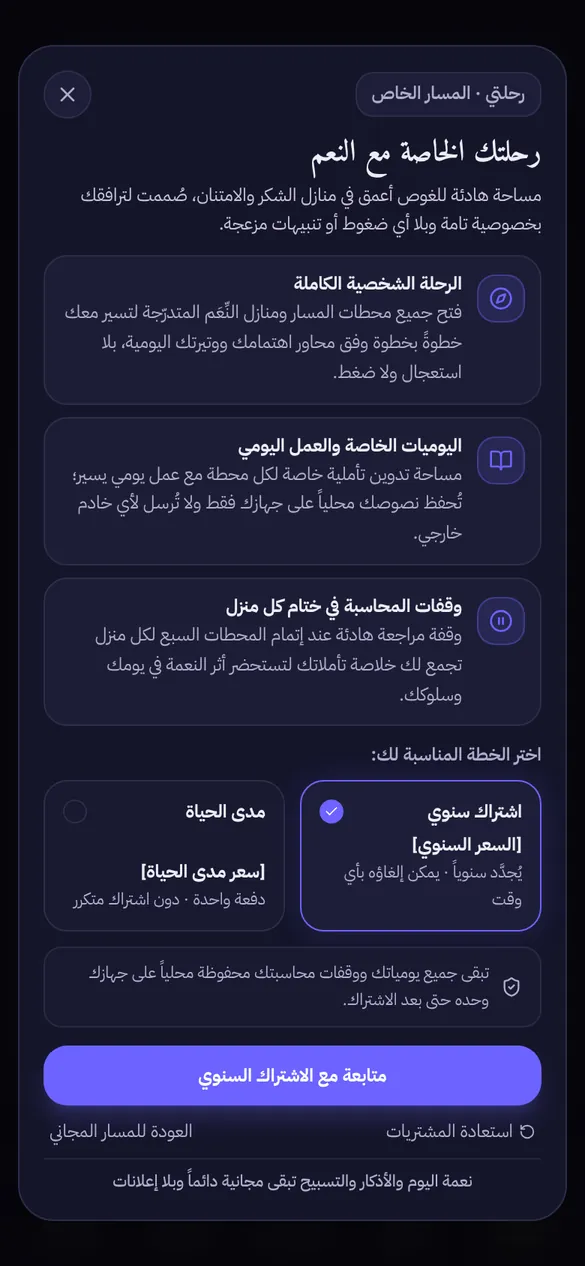 رحلتي · المسار الخاص
رحلتك الخاصة مع النعم
مساحة هادئة للغوص أعمق في منازل الشكر والامتنان، صُممت لترافقك
بخصوصية تامة وبلا أي ضغوط أو تنبيهات مزعجة.
الرحلة الشخصية الكاملة
فتح جميع محطات المسار ومنازل النِّعَم المتدرّجة لتسير معك
خطوةً بخطوة وفق محاور اهتمامك ووتيرتك اليومية، بلا
استعجال ولا ضغط.
اليوميات الخاصة والعمل اليومي
مساحة تدوين تأملية خاصة لكل محطة مع عمل يومي يسير؛
تُحفظ نصوصك محلياً على جهازك فقط ولا تُرسل لأي خادم
خارجي.
وقفات المحاسبة في ختام كل منزل
وقفة مراجعة هادئة عند إتمام المحطات السبع لكل منزل
تجمع لك خلاصة تأملاتك لتستحضر أثر النعمة في يومك
وسلوكك.
اختر الخطة المناسبة لك:
اشتراك سنوي
[السعر السنوي]
يُجدَّد سنوياً · يمكن إلغاؤه بأي
وقت
مدى الحياة
[سعر مدى الحياة]
دفعة واحدة · دون اشتراك متكرر
تبقى جميع يومياتك ووقفات محاسبتك محفوظة محلياً على جهازك
وحده حتى بعد الاشتراك.
متابعة مع الاشتراك السنوي
استعادة المشتريات
العودة للمسار المجاني
نعمة اليوم والأذكار والتسبيح تبقى مجانية دائماً وبلا إعلانات